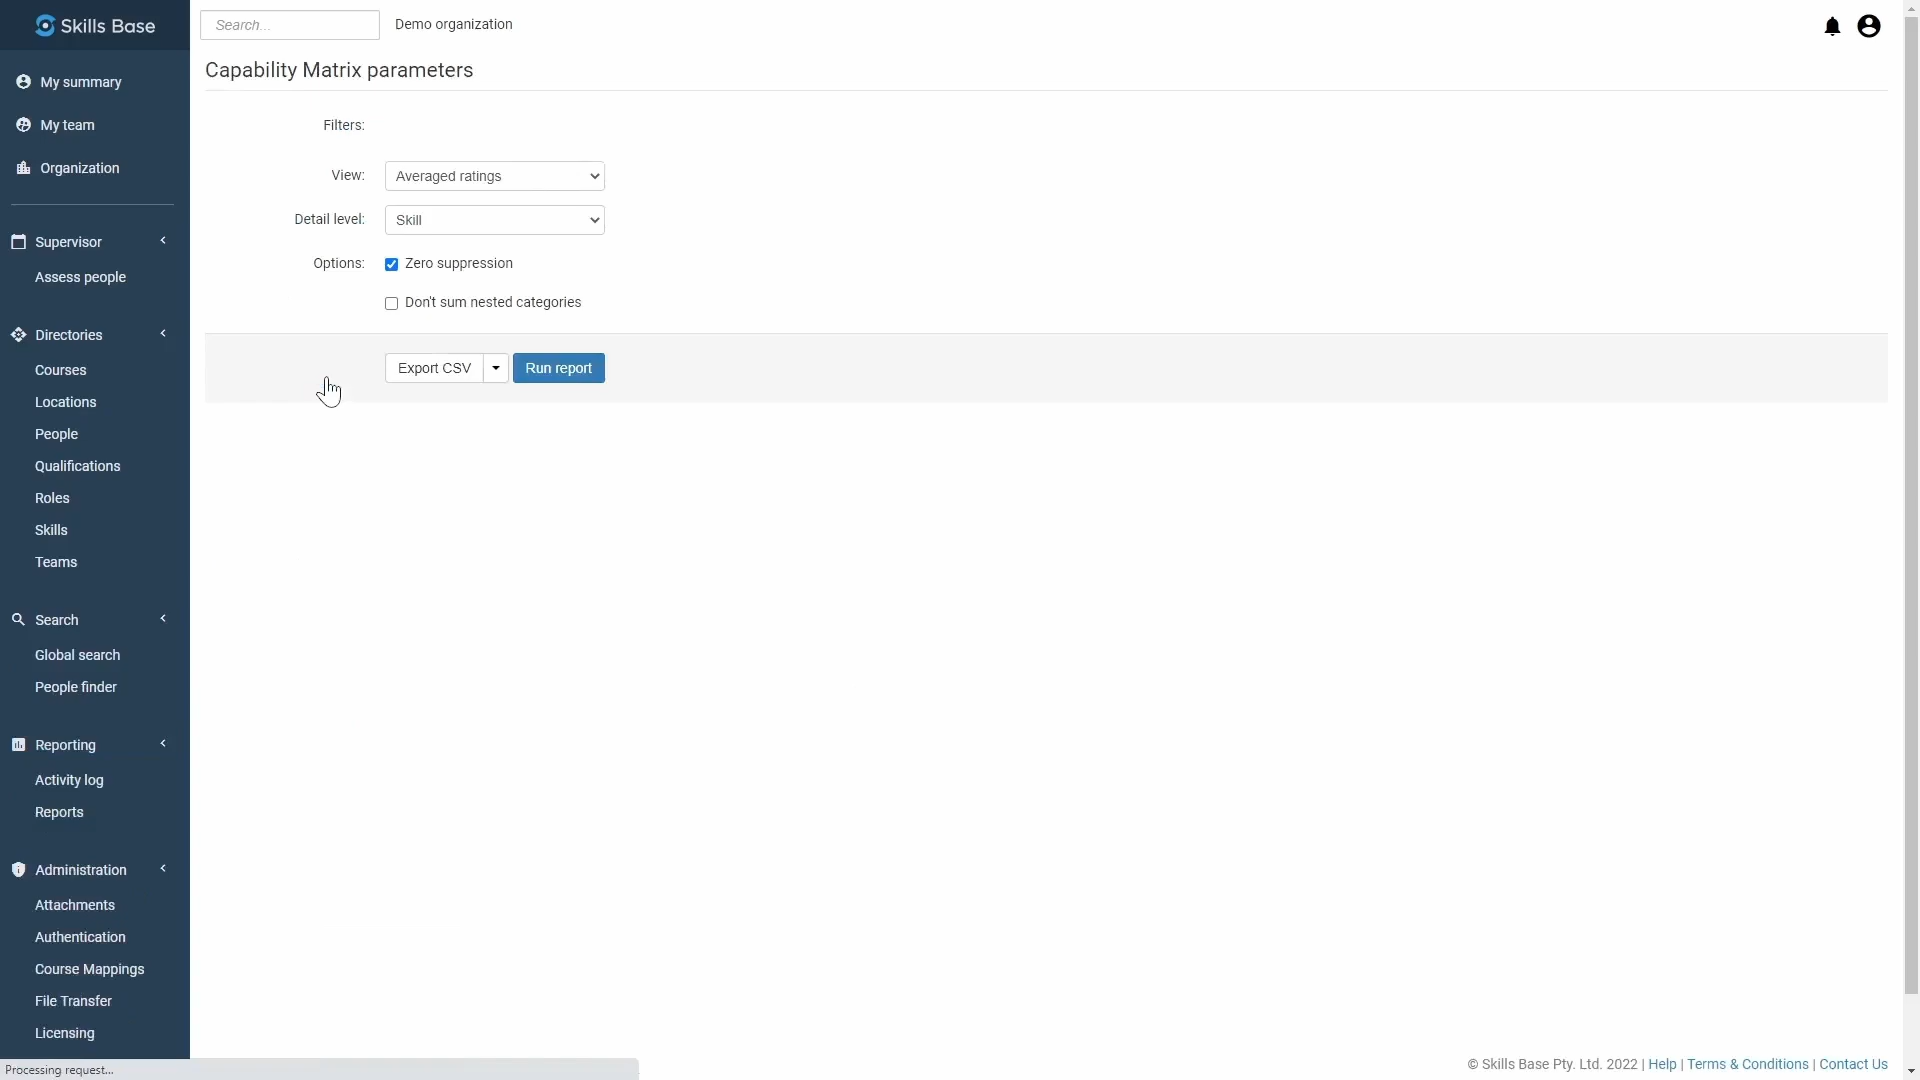 Skills Base
Search...
Demo organization
My summary
My team
Organization
Supervisor
Assess people
Directories
Courses
Locations
People
Qualifications
Roles
Skills
Teams
Search
Global search
People finder
Reporting
Activity log
Reports
Administration
Attachments
Authentication
Course Mappings
File Transfer
Licensing
Processing request...
Capability Matrix parameters
Filters:
View: Averaged ratings
Detail level: Skill
Options: Zero suppression
Don't sum nested categories
Export CSV Run report
© Skills Base Pty. Ltd. 2022 | Help | Terms & Conditions | Contact Us